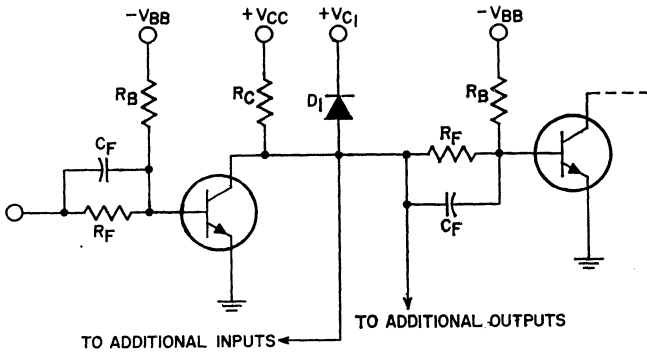 -VBB
+VCC
+VC1
-VBB
RB
RC
D1
RB
RF
CF
RF
CF
TO ADDITIONAL OUTPUTS
TO ADDITIONAL INPUTS